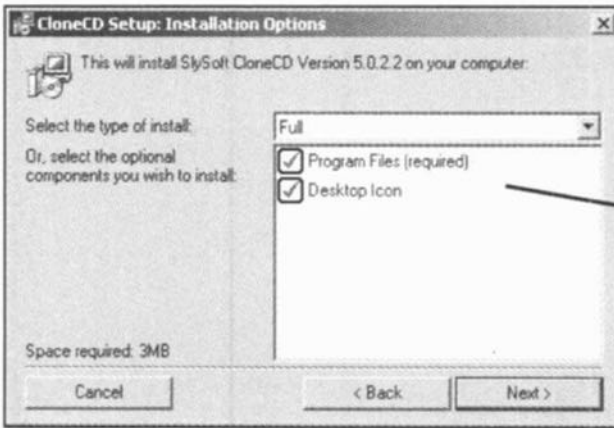 CloneCD Setup: Installation Options
This will install SlySoft CloneCD Version 5.0.2.2 on your computer:
Select the type of install:
Full
Or, select the optional
components you wish to install:
Program Files (required)
Desktop Icon
Space required: 3MB
Cancel
< Back
Next >